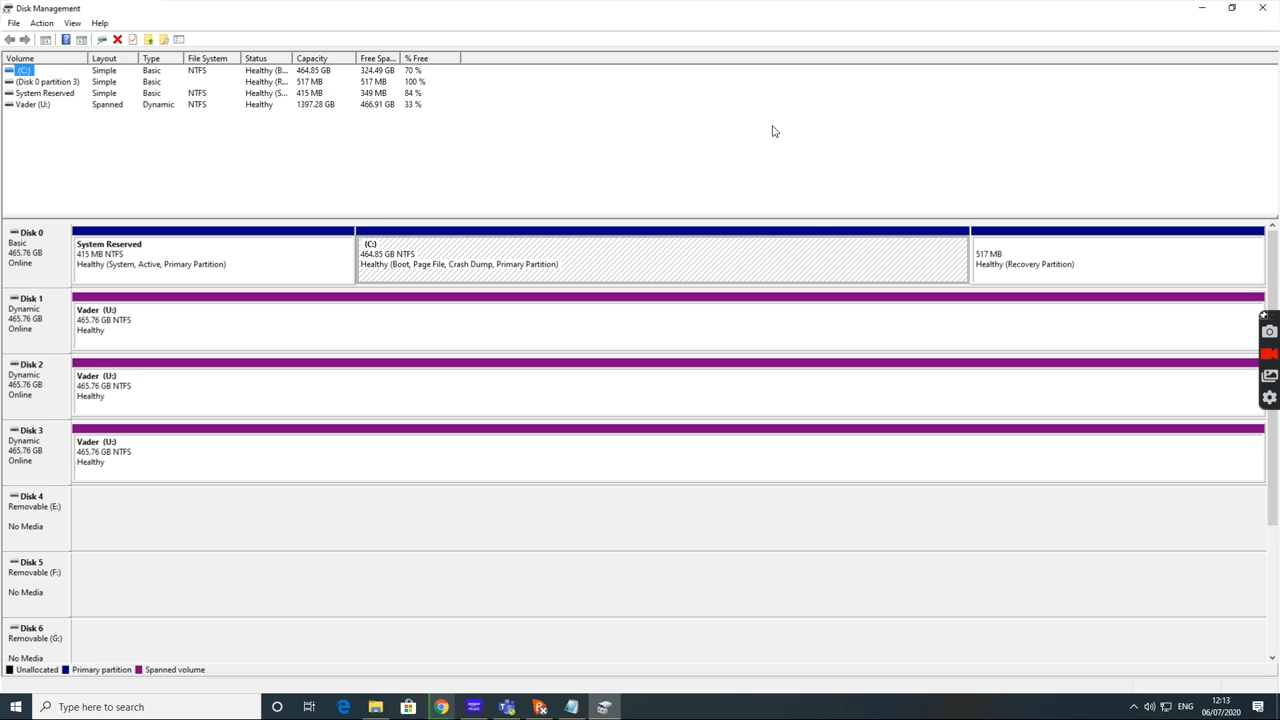 Disk Management
File Action View Help
Volume Layout Type File System Status Capacity Free Spa... % Free
(C:) Simple Basic NTFS Healthy (B... 464.85 GB 324.49 GB 70 %
(Disk 0 partition 3) Simple Basic Healthy (R... 517 MB 517 MB 100 %
System Reserved Simple Basic NTFS Healthy (S... 415 MB 349 MB 84 %
Vader (U:) Spanned Dynamic NTFS Healthy 1397.28 GB 466.91 GB 33 %
Disk 0
Basic
465.76 GB
Online
System Reserved
415 MB NTFS
Healthy (System, Active, Primary Partition)
(C:)
464.85 GB NTFS
Healthy (Boot, Page File, Crash Dump, Primary Partition)
517 MB
Healthy (Recovery Partition)
Disk 1
Dynamic
465.76 GB
Online
Vader (U:)
465.76 GB NTFS
Healthy
Disk 2
Dynamic
465.76 GB
Online
Vader (U:)
465.76 GB NTFS
Healthy
Disk 3
Dynamic
465.76 GB
Online
Vader (U:)
465.76 GB NTFS
Healthy
Disk 4
Removable (E:)
No Media
Disk 5
Removable (F:)
No Media
Disk 6
Removable (G:)
No Media
Unallocated Primary partition Spanned volume
Type here to search
ENG
12:13
06/07/2020